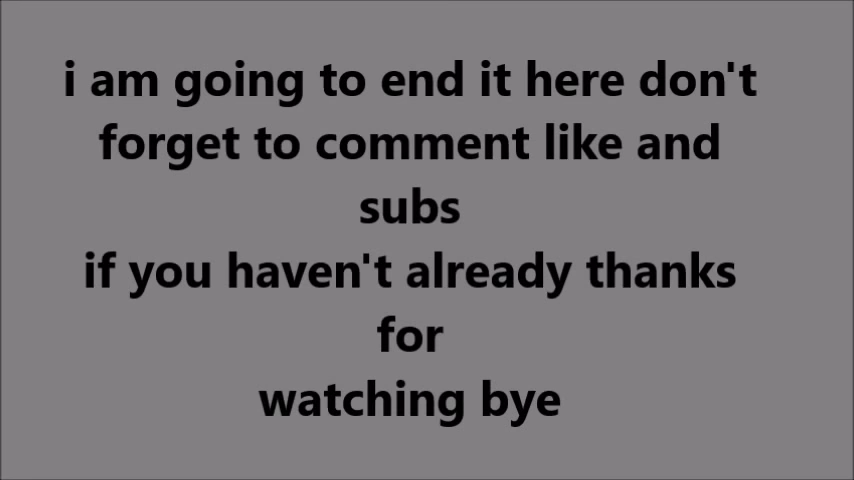 i am going to end it here don't
forget to comment like and
subs
if you haven't already thanks
for
watching bye